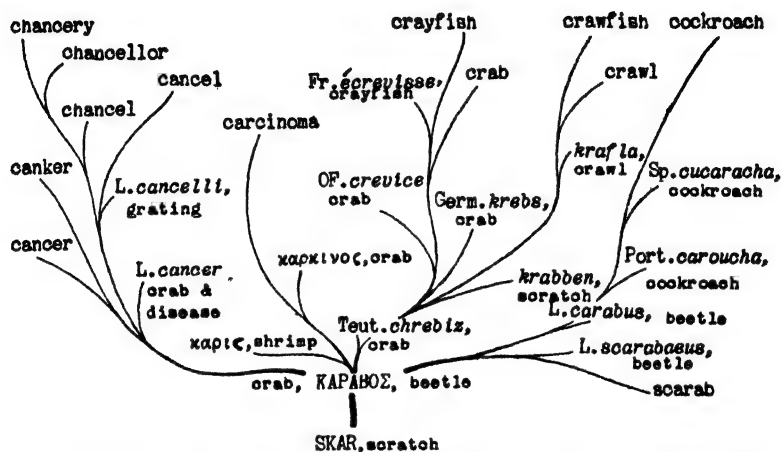 chancery
chancellor
cancel
chancel
canker
L. cancelli,
grating
cancer
L. cancer
crab &
disease
carcinoma
καρκινος, crab
καρις, shrimp
crayfish
Fr. écrevisse,
crayfish
crab
OF. crevice
crab
Germ. krebs,
crab
Teut. chrebiz,
crab
crawfish
crawl
krafla,
crawl
krabben,
scratch
cockroach
Sp. cucaracha,
cockroach
Port. caroucha,
cockroach
L. carabus, beetle
L. scarabaeus,
beetle
scarab
crab, ΚΑΡΑΒΟΣ, beetle
SKAR, scratch